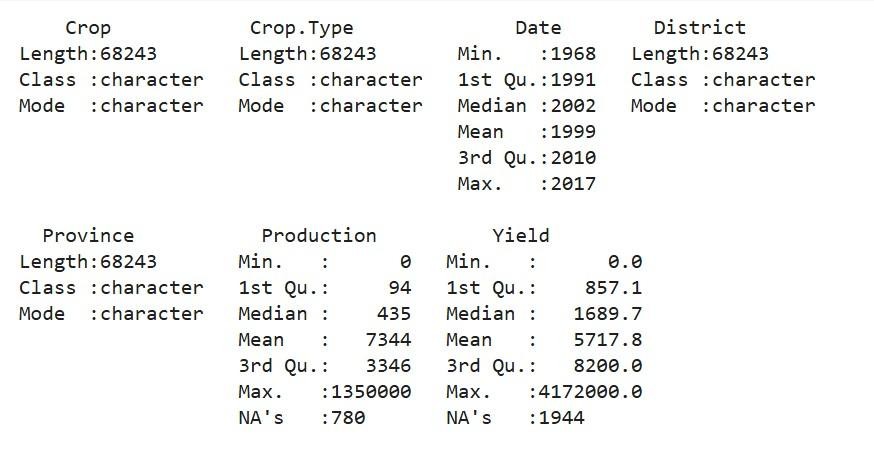 Crop             Crop.Type              Date          District
 Length:68243       Length:68243       Min.   :1968   Length:68243
 Class :character   Class :character   1st Qu.:1991   Class :character
 Mode  :character   Mode  :character   Median :2002   Mode  :character
                                       Mean   :1999
                                       3rd Qu.:2010
                                       Max.   :2017
   Province           Production          Yield
 Length:68243       Min.   :      0   Min.   :      0.0
 Class :character   1st Qu.:     94   1st Qu.:    857.1
 Mode  :character   Median :    435   Median :   1689.7
                    Mean   :   7344   Mean   :   5717.8
                    3rd Qu.:   3346   3rd Qu.:   8200.0
                    Max.   :1350000   Max.   :4172000.0
                    NA's   :780       NA's   :1944